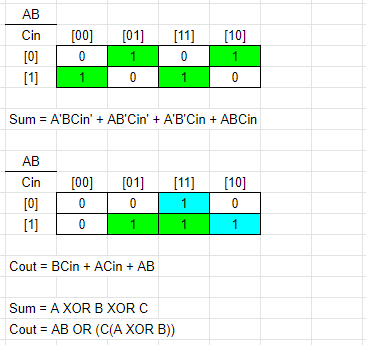 AB
Cin [00] [01] [11] [10]
[0] 0 1 0 1
[1] 1 0 1 0
Sum = A'BCin' + AB'Cin' + A'B'Cin + ABCin
AB
Cin [00] [01] [11] [10]
[0] 0 0 1 0
[1] 0 1 1 1
Cout = BCin + ACin + AB
Sum = A XOR B XOR C
Cout = AB OR (C(A XOR B))